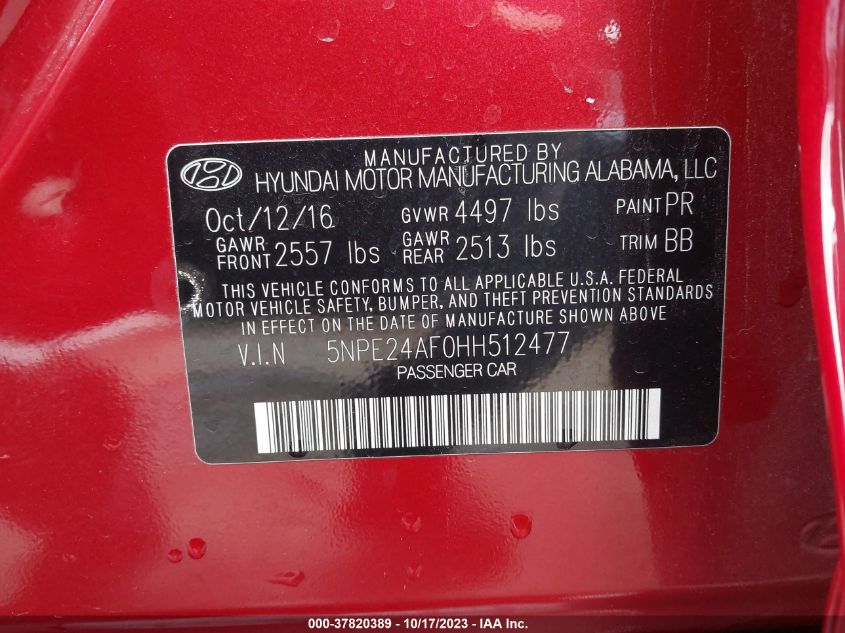 MANUFACTURED BY
HYUNDAI MOTOR MANUFACTURING ALABAMA, LLC
Oct/12/16 GVWR 4497 lbs PAINT PR
GAWR FRONT 2557 lbs GAWR REAR 2513 lbs TRIM BB
THIS VEHICLE CONFORMS TO ALL APPLICABLE U.S.A. FEDERAL
MOTOR VEHICLE SAFETY, BUMPER, AND THEFT PREVENTION STANDARDS
IN EFFECT ON THE DATE OF MANUFACTURE SHOWN ABOVE
V.I.N 5NPE24AF0HH512477
PASSENGER CAR
000-37820389 - 10/17/2023 - IAA Inc.